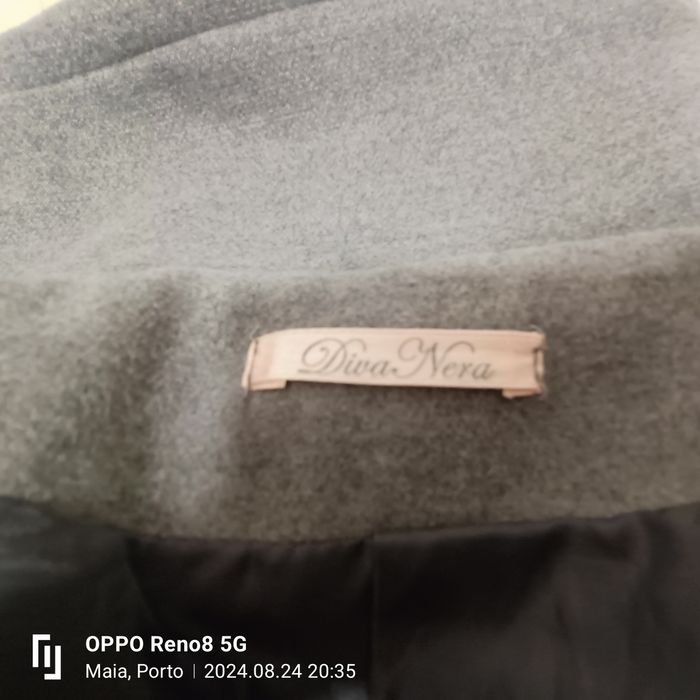 Diva Nera
OPPO Reno8 5G
Maia, Porto | 2024.08.24 20:35